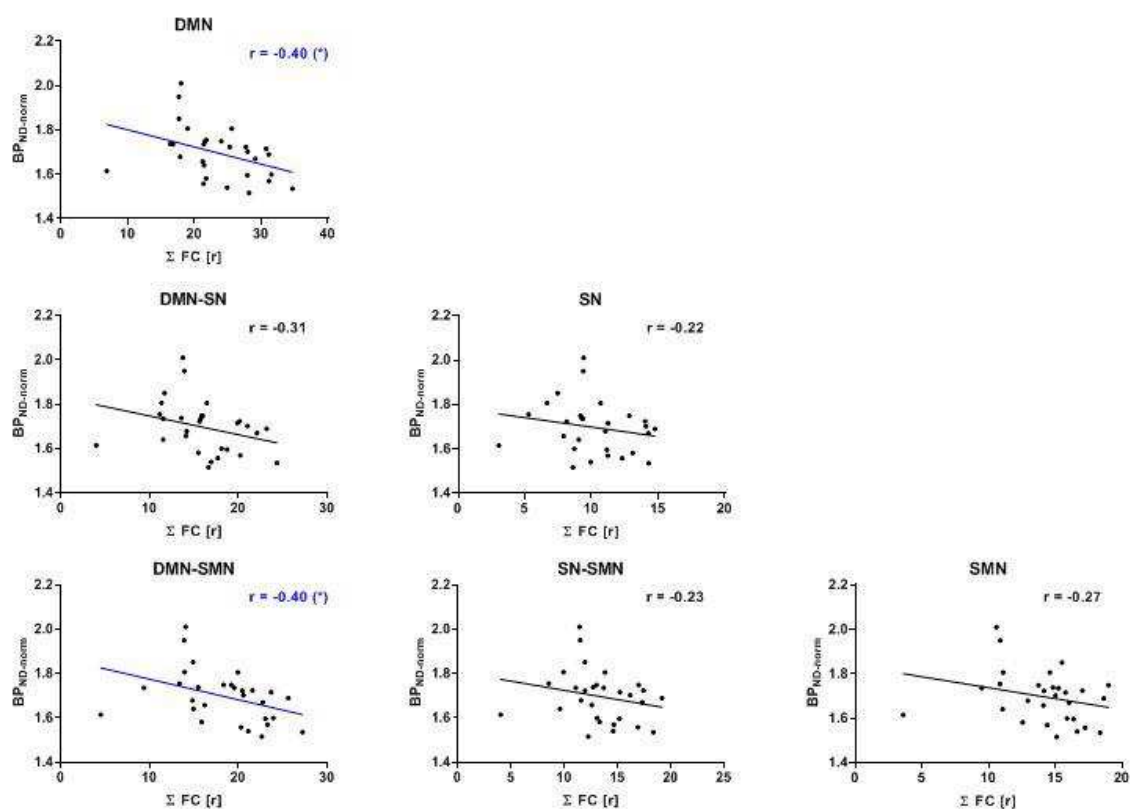 DMN
r = -0.40 (*)
BPND-norm
2.2
2.0
1.8
1.6
1.4
0 10 20 30 40
Σ FC [r]
DMN-SN
r = -0.31
BPND-norm
2.2
2.0
1.8
1.6
1.4
0 10 20 30
Σ FC [r]
SN
r = -0.22
BPND-norm
2.2
2.0
1.8
1.6
1.4
0 5 10 15 20
Σ FC [r]
DMN-SMN
r = -0.40 (*)
BPND-norm
2.2
2.0
1.8
1.6
1.4
0 10 20 30
Σ FC [r]
SN-SMN
r = -0.23
BPND-norm
2.2
2.0
1.8
1.6
1.4
0 5 10 15 20 25
Σ FC [r]
SMN
r = -0.27
BPND-norm
2.2
2.0
1.8
1.6
1.4
0 5 10 15 20
Σ FC [r]